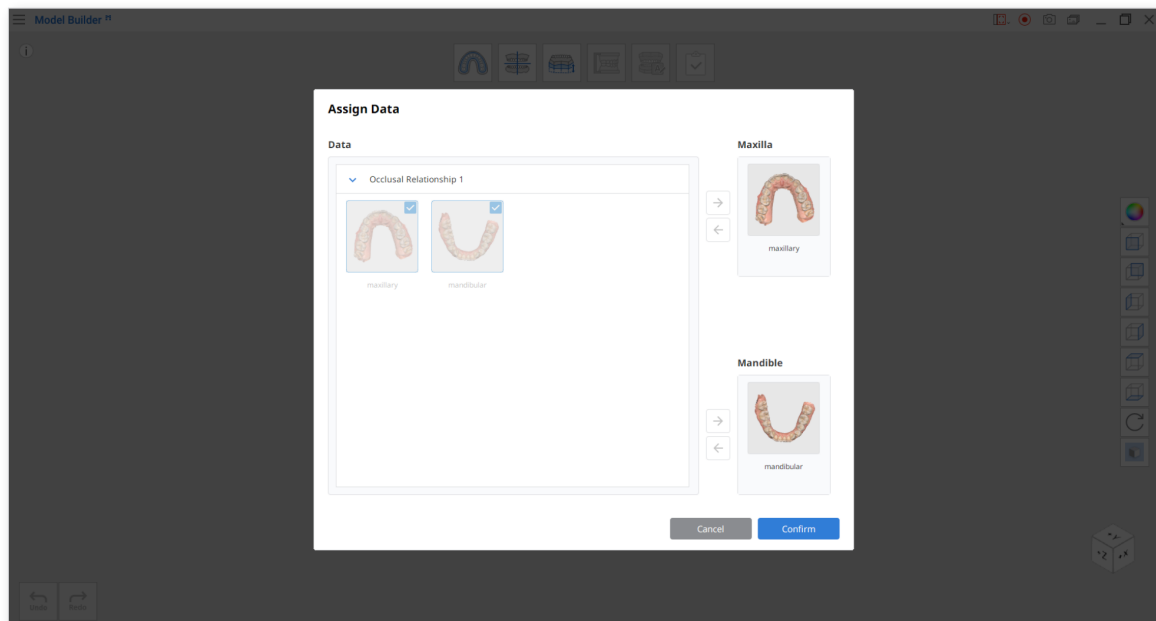 Model Builder
Assign Data
Data
Maxilla
Occlusal Relationship 1
maxillary
mandibular
maxillary
Mandible
mandibular
Cancel
Confirm
Undo
Redo